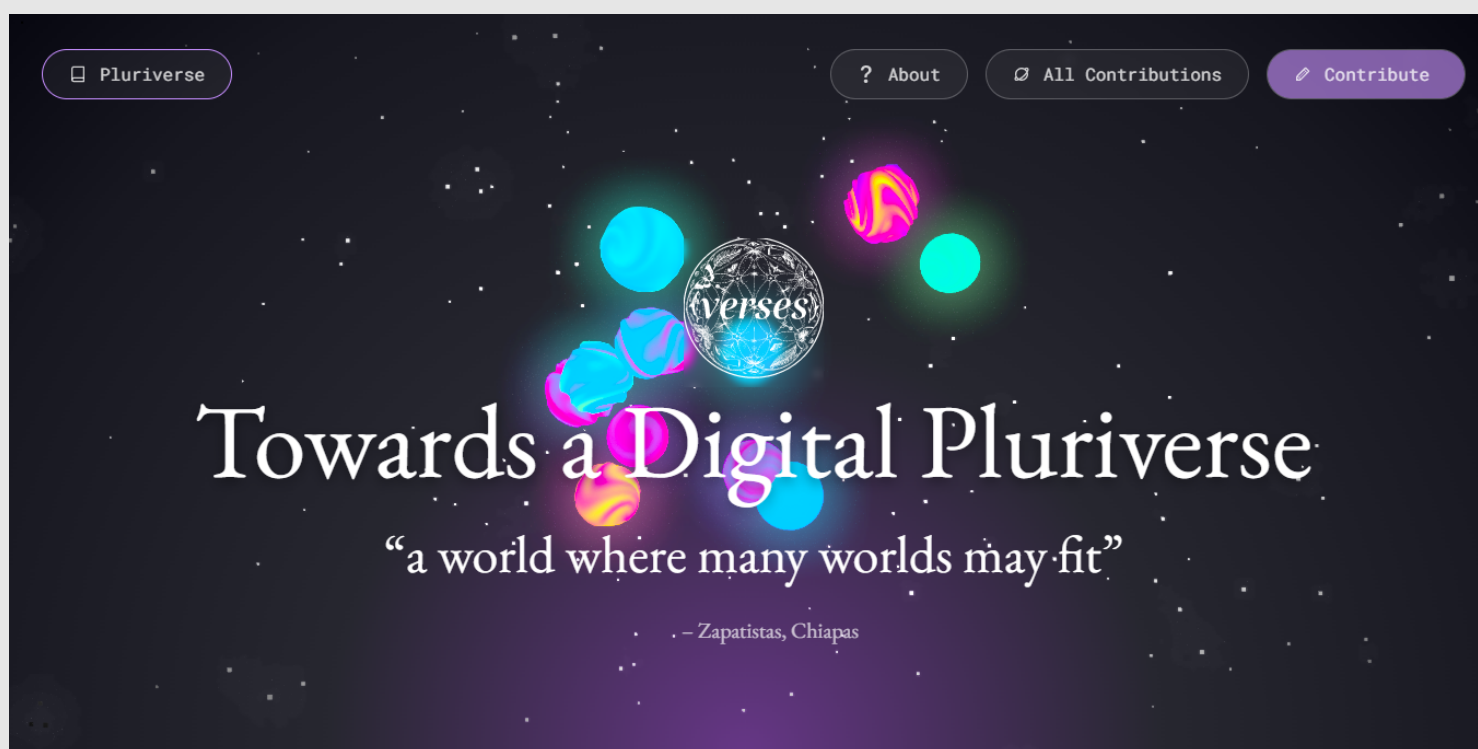 Pluriverse
? About
All Contributions
Contribute
verses
Towards a Digital Pluriverse
“a world where many worlds may fit”
– Zapatistas, Chiapas